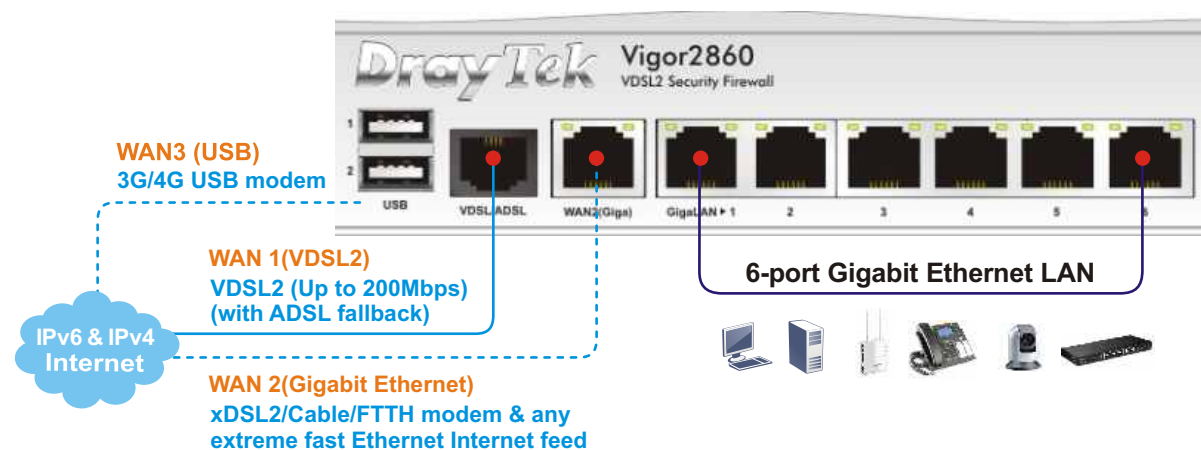 DrayTek
Vigor2860
VDSL2 Security Firewall
1
2
USB
VDSL/ADSL
WAN2(Giga)
GigaLAN ▸ 1
2
3
4
5
6
WAN3 (USB)
3G/4G USB modem
WAN 1(VDSL2)
VDSL2 (Up to 200Mbps)
(with ADSL fallback)
6-port Gigabit Ethernet LAN
IPv6 & IPv4
Internet
WAN 2(Gigabit Ethernet)
xDSL2/Cable/FTTH modem & any
extreme fast Ethernet Internet feed